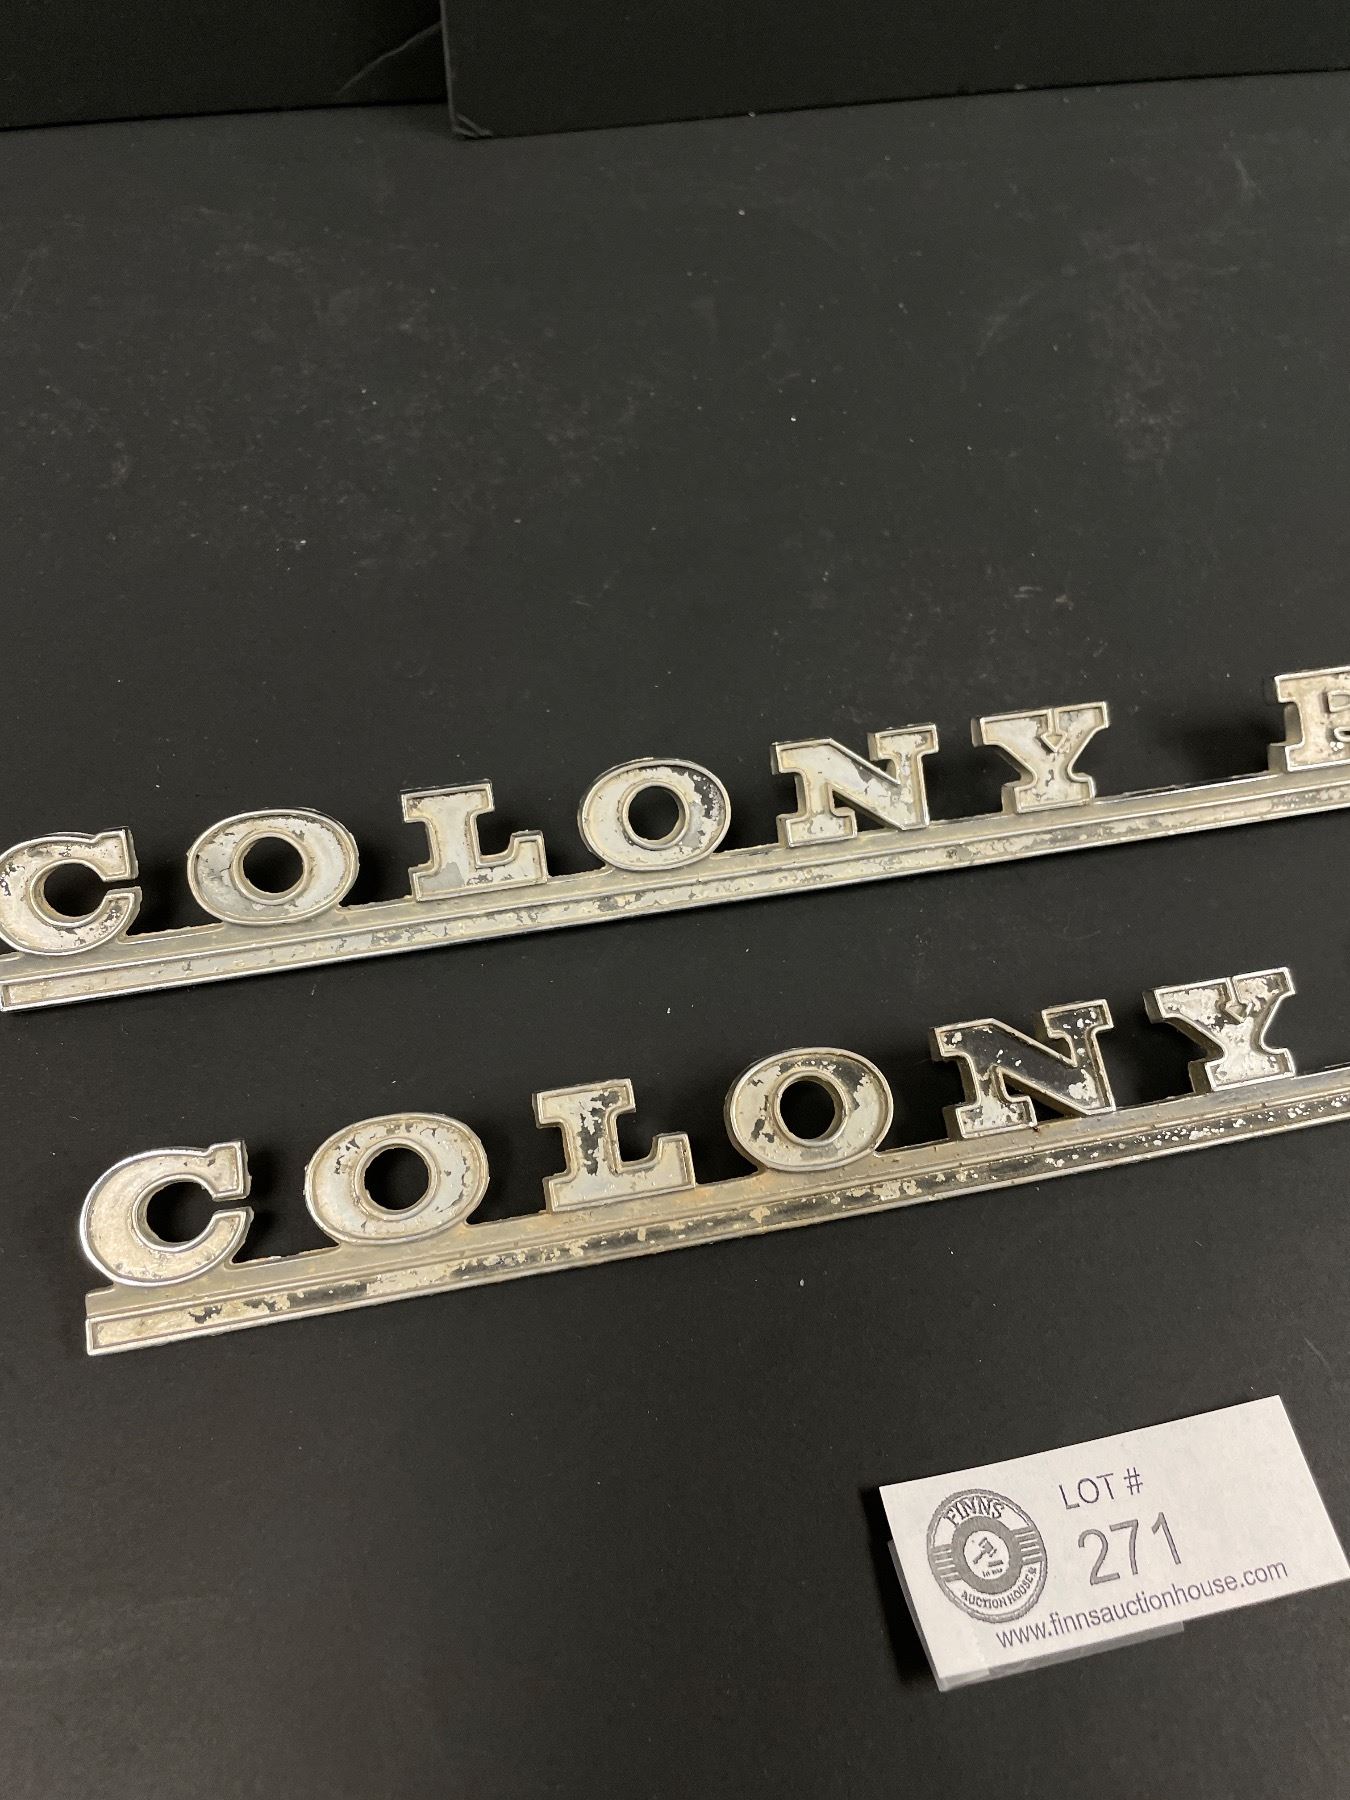 COLONY P
COLONY
LOT #
271
www.finnsauctionhouse.com
FINNS
AUCTION HOUSE